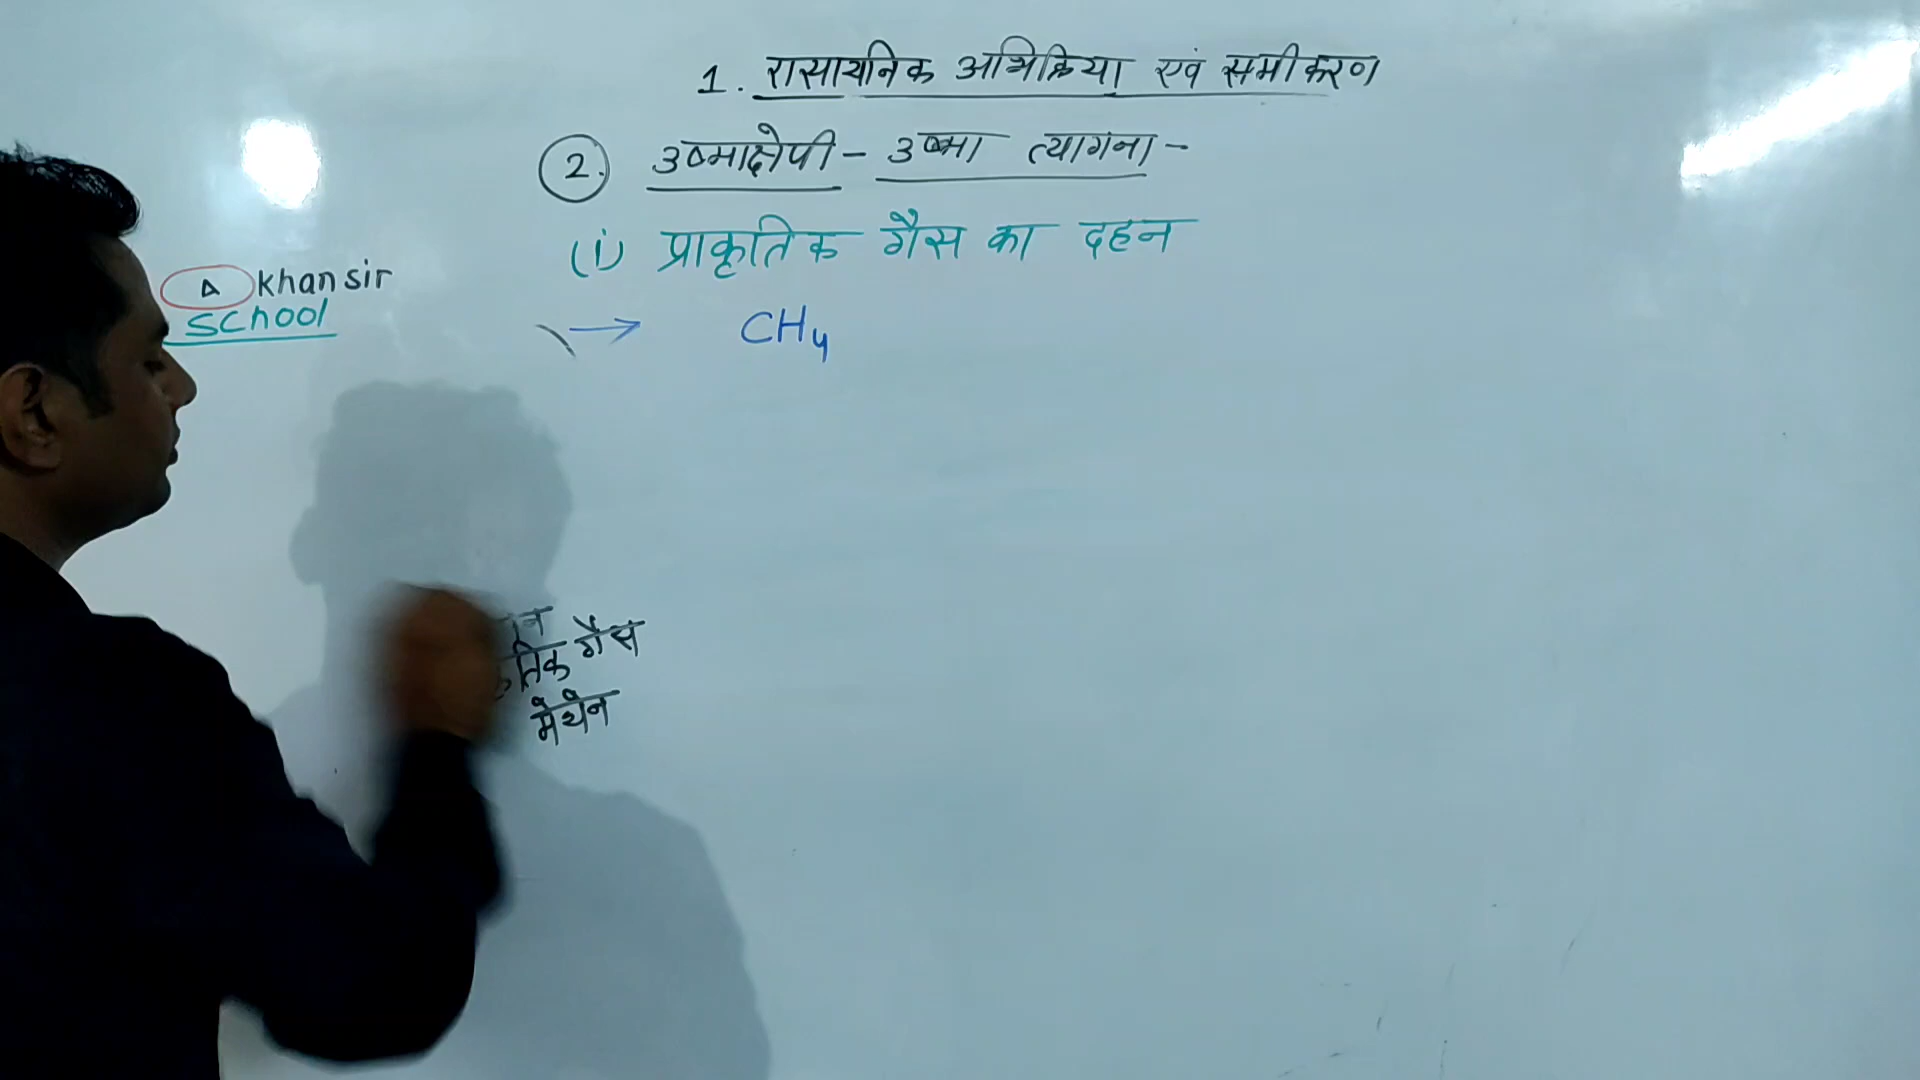 1. रासायनिक अभिक्रिया एवं समीकरण
2. उष्माक्षेपी - उष्मा त्यागना -
(i) प्राकृतिक गैस का दहन
A khan sir
School
→ CH4
गैस
मेथेन